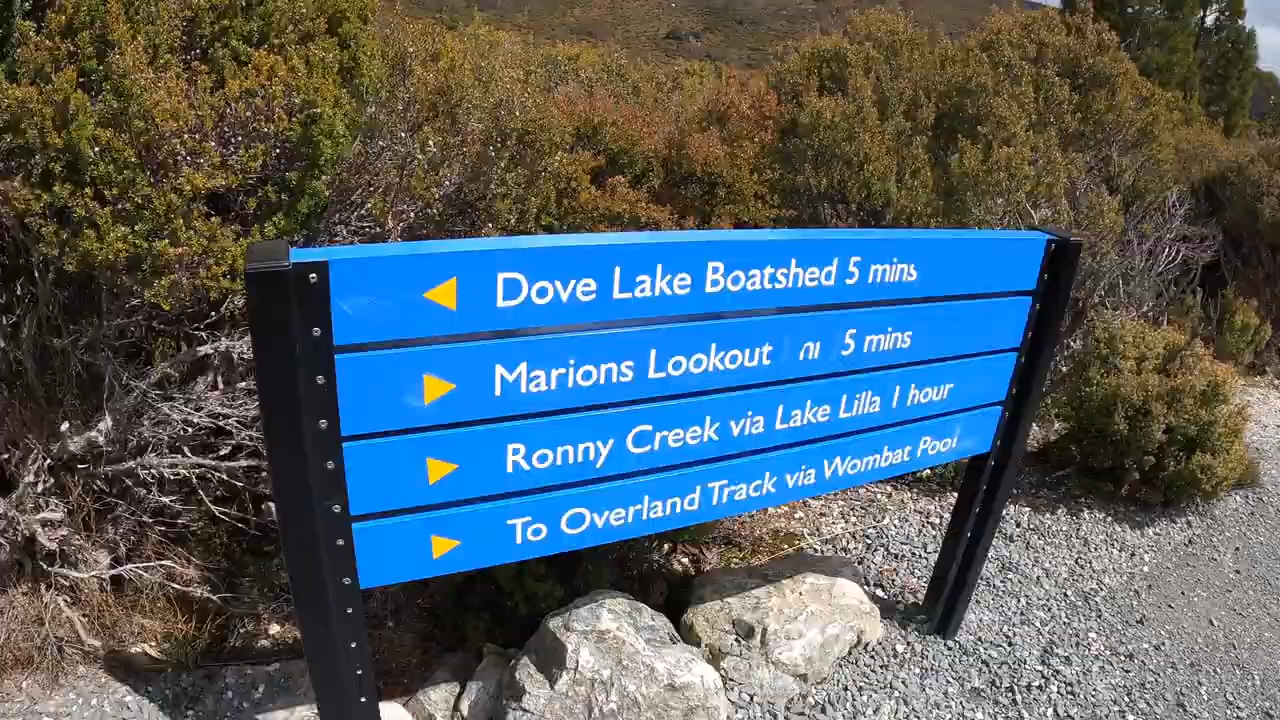 Dove Lake Boatshed 5 mins
Marions Lookout 5 mins
Ronny Creek via Lake Lilla 1 hour
To Overland Track via Wombat Pool